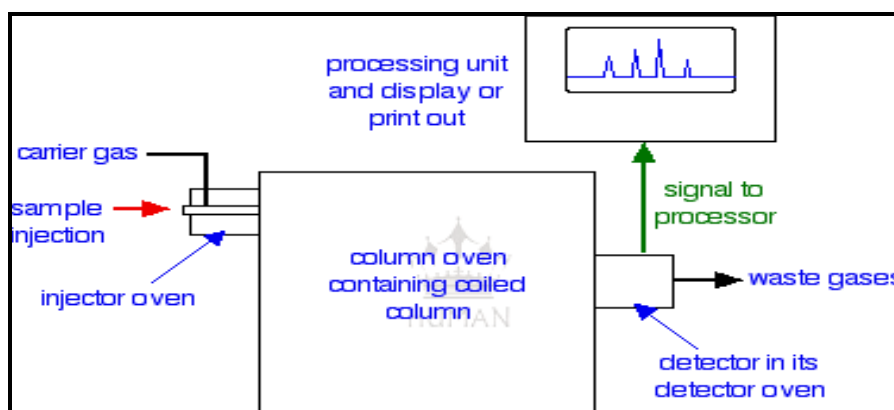 processing unit
and display or
print out
carrier gas
sample
injection
injector oven
column oven
containing coiled
column
signal to
processor
waste gases
detector in its
detector oven